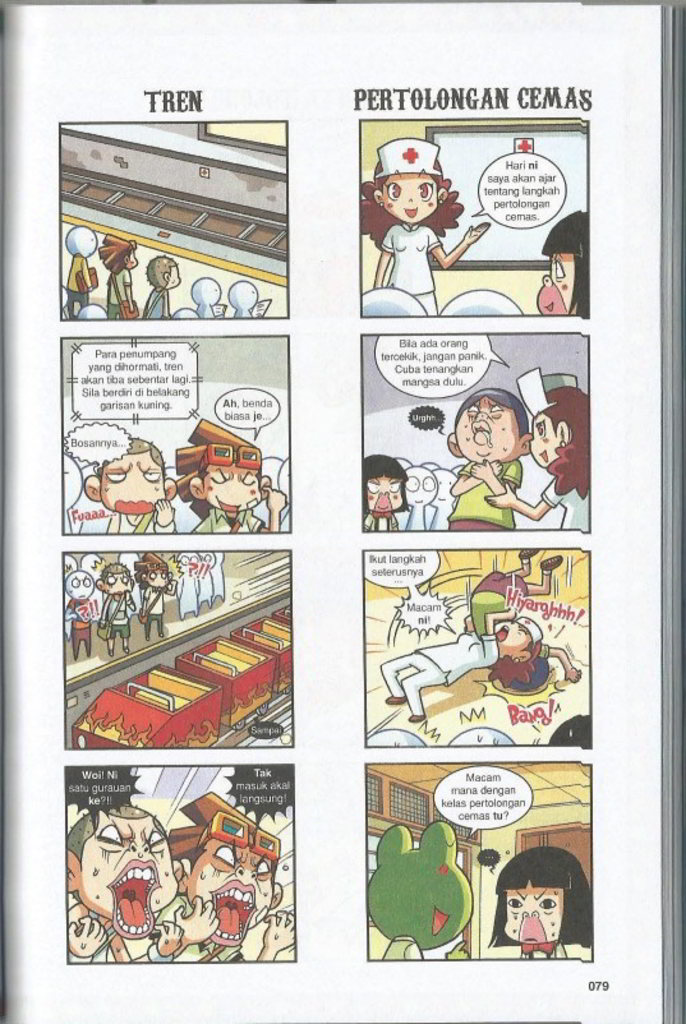 TREN
Para penumpang
yang dihormati, tren
akan tiba sebentar lagi.
Sila berdiri di belakang
garisan kuning.
Ah, benda
biasa je...
Bosannya...
Fuaaa...
?!!
?!!
Sampai
Woi! Ni
satu gurauan
ke?!!
Tak
masuk akal
langsung!
PERTOLONGAN CEMAS
Hari ni
saya akan ajar
tentang langkah
pertolongan
cemas.
Bila ada orang
tercekik, jangan panik.
Cuba tenangkan
mangsa dulu.
Urghh...
Ikut langkah
seterusnya
...
Macam
ni!
Hiyaarghhh!
Bang!
Macam
mana dengan
kelas pertolongan
cemas tu?
...
079